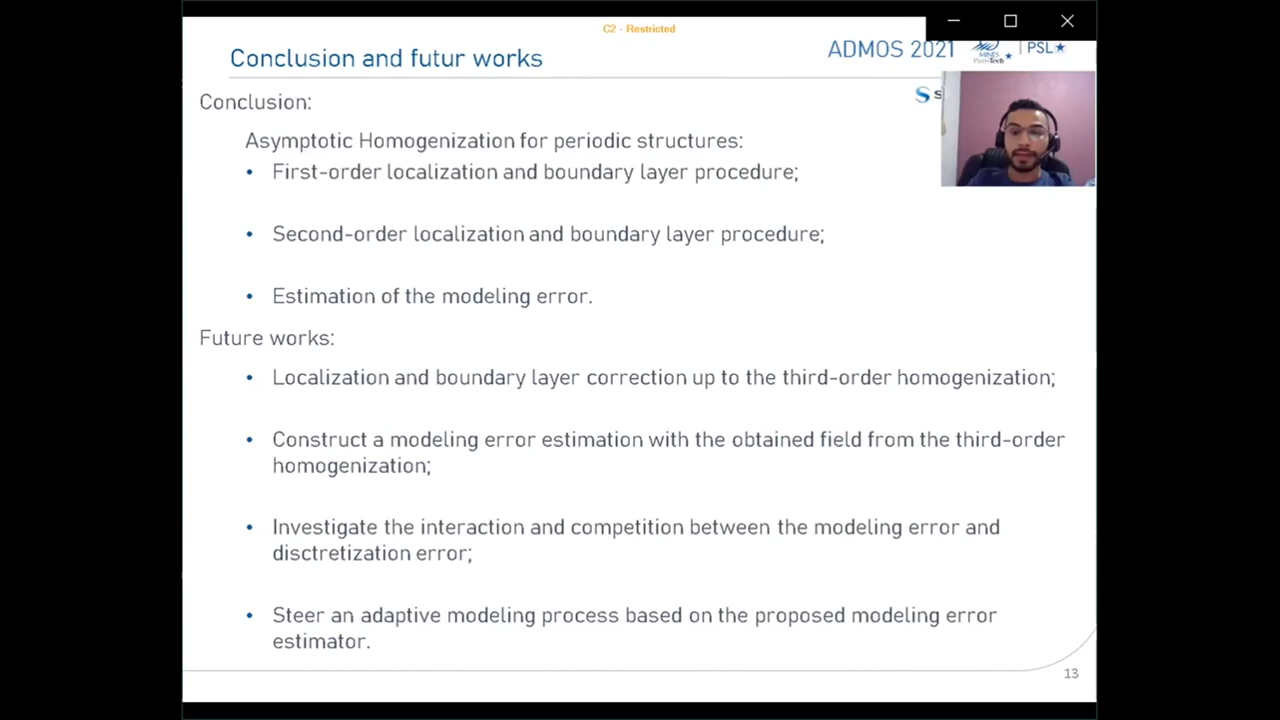 C2 - Restricted
Conclusion and futur works
ADMOS 2021
MINES
ParisTech
PSL
Conclusion:
Asymptotic Homogenization for periodic structures:
• First-order localization and boundary layer procedure;
• Second-order localization and boundary layer procedure;
• Estimation of the modeling error.
Future works:
• Localization and boundary layer correction up to the third-order homogenization;
• Construct a modeling error estimation with the obtained field from the third-order
homogenization;
• Investigate the interaction and competition between the modeling error and
disctretization error;
• Steer an adaptive modeling process based on the proposed modeling error
estimator.
13